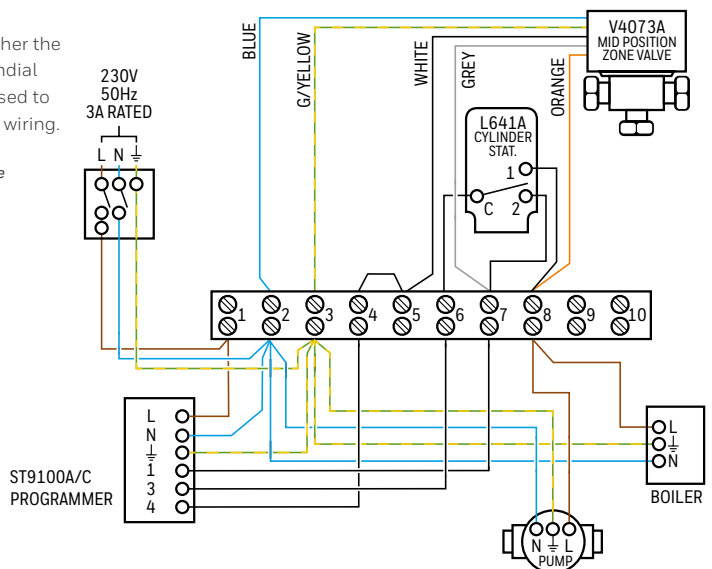 her the
ndial
sed to
wiring.
e
230V
50Hz
3A RATED
L N
BLUE
G/YELLOW
WHITE
GREY
ORANGE
V4073A
MID POSITION
ZONE VALVE
L641A
CYLINDER
STAT.
1
C 2
1 2 3 4 5 6 7 8 9 10
L
N
1
3
4
ST9100A/C
PROGRAMMER
L
N
BOILER
N L
PUMP